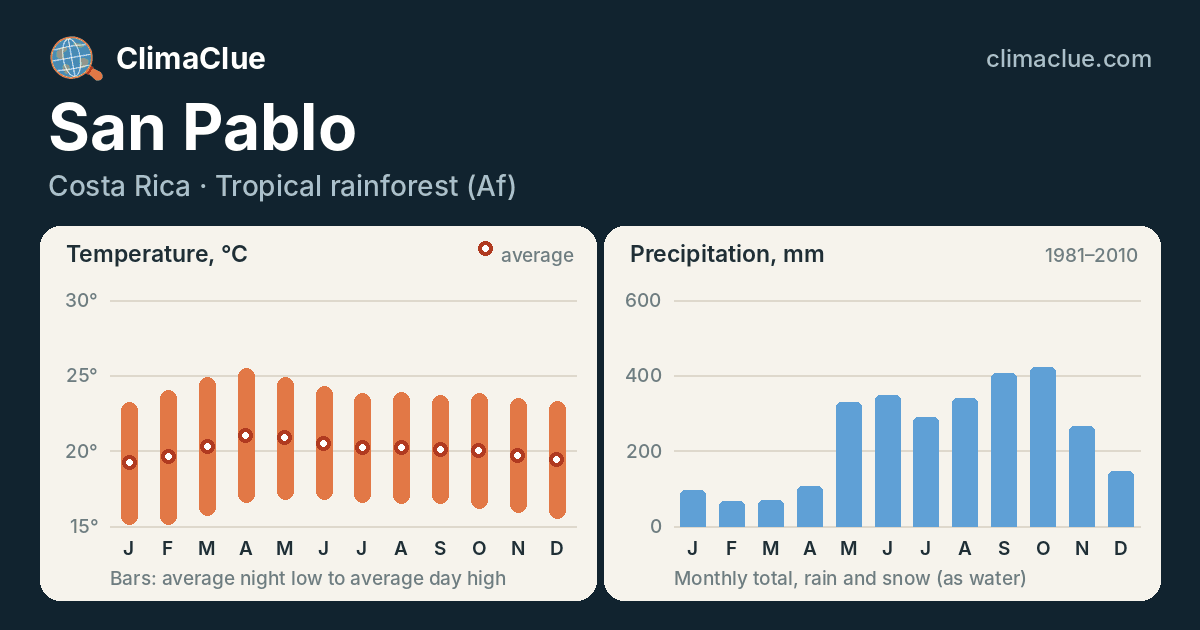 ClimaClue
climaclue.com
San Pablo
Costa Rica · Tropical rainforest (Af)
Temperature, °C
average
30°
25°
20°
15°
J F M A M J J A S O N D
Bars: average night low to average day high
Precipitation, mm
1981–2010
600
400
200
0
J F M A M J J A S O N D
Monthly total, rain and snow (as water)